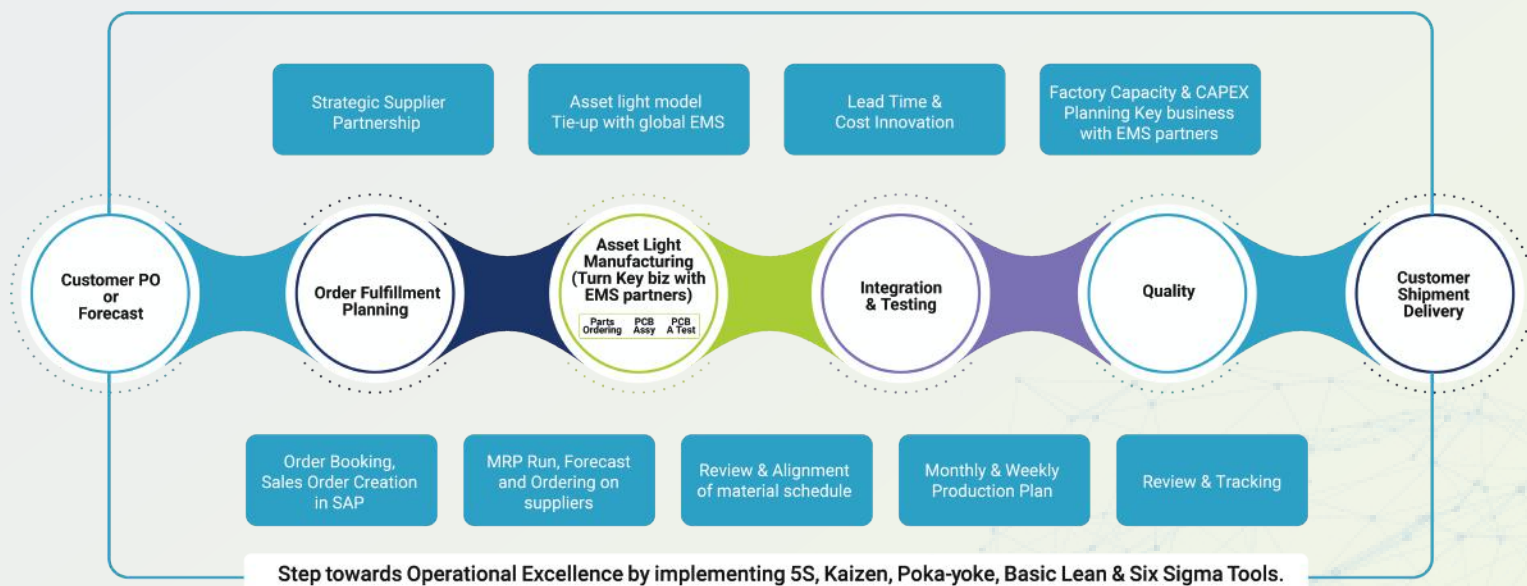 Strategic Supplier
Partnership
Asset light model
Tie-up with global EMS
Lead Time &
Cost Innovation
Factory Capacity & CAPEX
Planning Key business
with EMS partners
Customer PO
or
Forecast
Order Fulfillment
Planning
Asset Light
Manufacturing
(Turn Key biz with
EMS partners)
Parts
Ordering
PCB
Assy
PCB
A Test
Integration
& Testing
Quality
Customer
Shipment
Delivery
Order Booking,
Sales Order Creation
in SAP
MRP Run, Forecast
and Ordering on
suppliers
Review & Alignment
of material schedule
Monthly & Weekly
Production Plan
Review & Tracking
Step towards Operational Excellence by implementing 5S, Kaizen, Poka-yoke, Basic Lean & Six Sigma Tools.